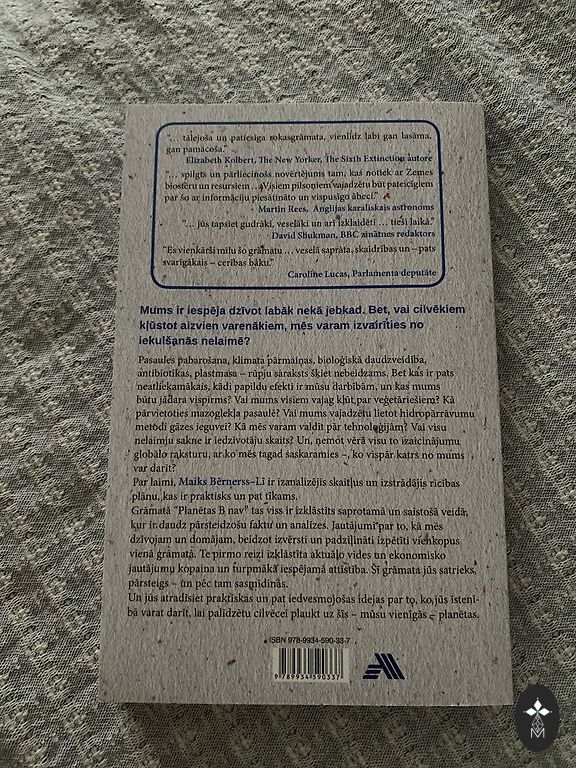 "… tālejoša un patiesīga rokasgrāmata, vienlīdz labi gan lasāma,
gan pamācoša."
Elizabeth Kolbert, The New Yorker, The Sixth Extinction autore
"… spilgts un pārliecinošs novērtējums tam, kas notiek ar Zemes
biosfēru un resursiem … Visiem pilsoņiem vajadzētu būt pateicīgiem
par šo ar informāciju piesātināto un vispusīgo ābeci."
Martin Rees, Anglijas karaliskais astronoms
"… jūs tapsiet gudrāki, veselāki un arī izklaidēti … tieši laikā."
David Shukman, BBC zinātnes redaktors
"Es vienkārši mīlu šo grāmatu … veselā saprāta, skaidrības un – pats
svarīgākais – cerības bāku."
Caroline Lucas, Parlamenta deputāte
Mums ir iespēja dzīvot labāk nekā jebkad. Bet, vai cilvēkiem
kļūstot aizvien varenākiem, mēs varam izvairīties no
iekulšanās nelaimē?
Pasaules pabarošana, klimata pārmaiņas, bioloģiskā daudzveidība,
antibiotikas, plastmasa – rūpju saraksts šķiet nebeidzams. Bet kas ir pats
neatliekamākais, kādi papildu efekti ir mūsu darbībām, un kas mums
būtu jādara vispirms? Vai mums visiem vajag kļūt par veģetāriešiem? Kā
pārvietoties mazoglekļa pasaulē? Vai mums vajadzētu lietot hidropārrāvumu
metodi gāzes ieguvei? Kā mēs varam valdīt pār tehnoloģijām? Vai visu
nelaimju sakne ir iedzīvotāju skaits? Un, ņemot vērā visu to izaicinājumu
globālo raksturu, ar ko mēs tagad saskaramies –, ko vispār katrs no mums
var darīt?
Par laimi, Maiks Bērnerss–Lī ir izanalizējis skaitļus un izstrādājis rīcības
plānu, kas ir praktisks un pat tīkams.
Grāmatā "Planētas B nav" tas viss ir izklāstīts saprotamā un saistošā veidā,
kur ir daudz pārsteidzošu faktu un analīzes. Jautājumi par to, kā mēs
dzīvojam un domājam, beidzot izvērsti un padziļināti izpētīti vienkopus
vienā grāmatā. Te pirmo reizi izklāstīta aktuālo vides un ekonomisko
jautājumu kopaina un turpmākā iespējamā attīstība. Šī grāmata jūs satrieks,
pārsteigs – un pēc tam sasmīdinās.
Un jūs atradīsiet praktiskas un pat iedvesmojošas idejas par to, ko jūs īstenī-
bā varat darīt, lai palīdzētu cilvēcei plaukt uz šīs – mūsu vienīgās – planētas.
ISBN 978-9934-590-33-7
9 789934 590337
M